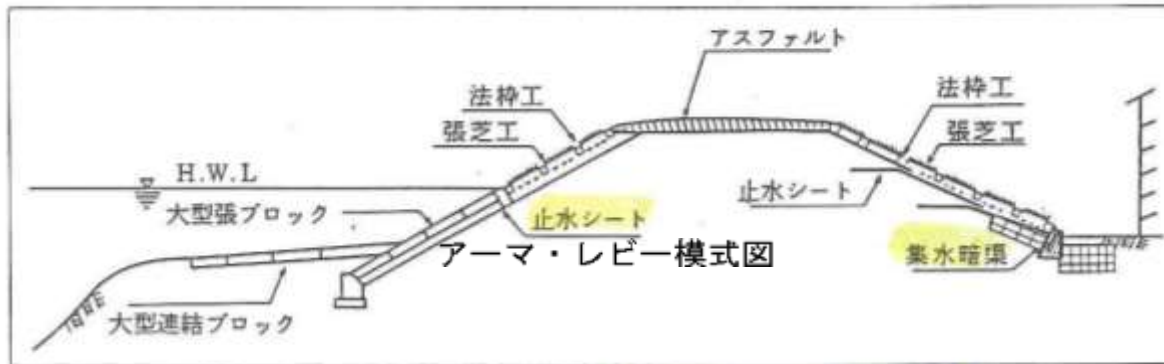 アスファルト
法枠工
張芝工
法枠工
張芝工
H.W.L
大型張ブロック
止水シート
止水シート
アーマ・レビー模式図
集水暗渠
大型連結ブロック